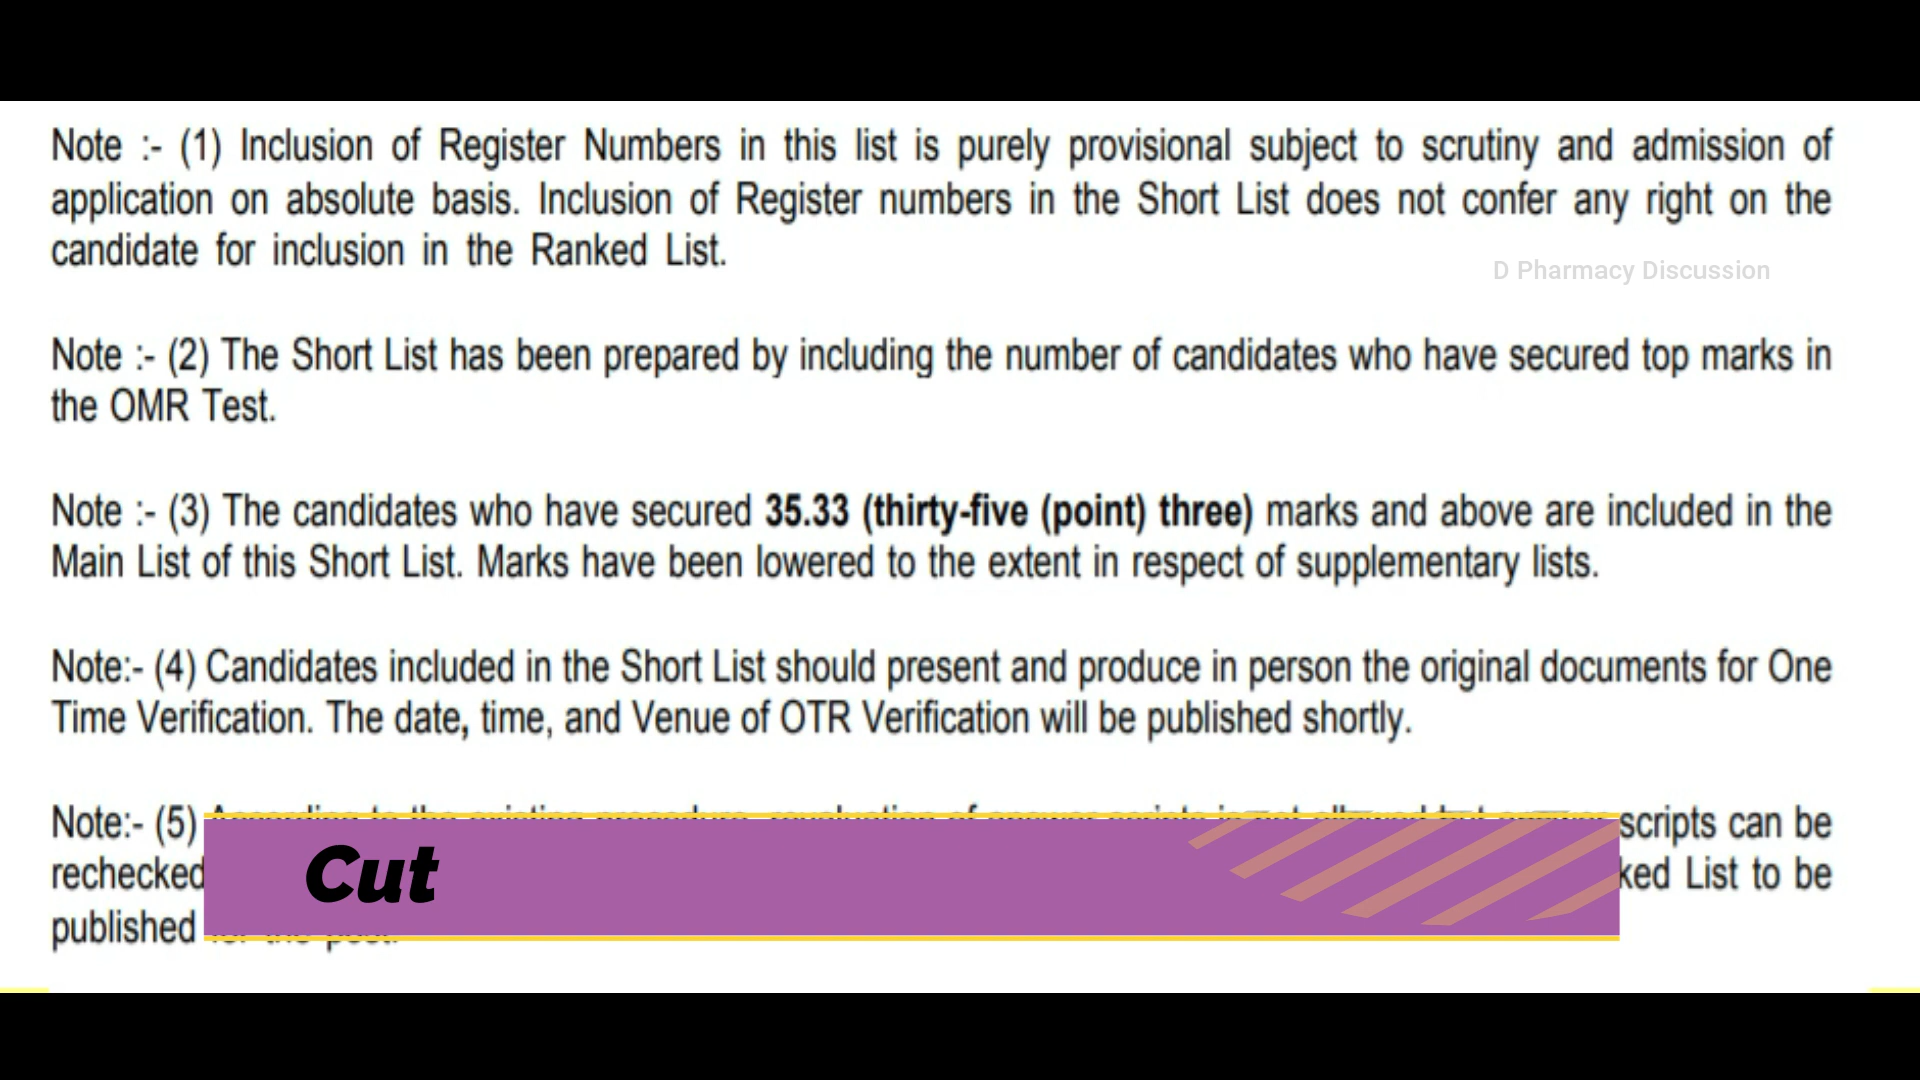 Note :- (1) Inclusion of Register Numbers in this list is purely provisional subject to scrutiny and admission of
application on absolute basis. Inclusion of Register numbers in the Short List does not confer any right on the
candidate for inclusion in the Ranked List.
D Pharmacy Discussion
Note :- (2) The Short List has been prepared by including the number of candidates who have secured top marks in
the OMR Test.
Note :- (3) The candidates who have secured 35.33 (thirty-five (point) three) marks and above are included in the
Main List of this Short List. Marks have been lowered to the extent in respect of supplementary lists.
Note:- (4) Candidates included in the Short List should present and produce in person the original documents for One
Time Verification. The date, time, and Venue of OTR Verification will be published shortly.
Note:- (5) scripts can be
rechecked List to be
published
Cut